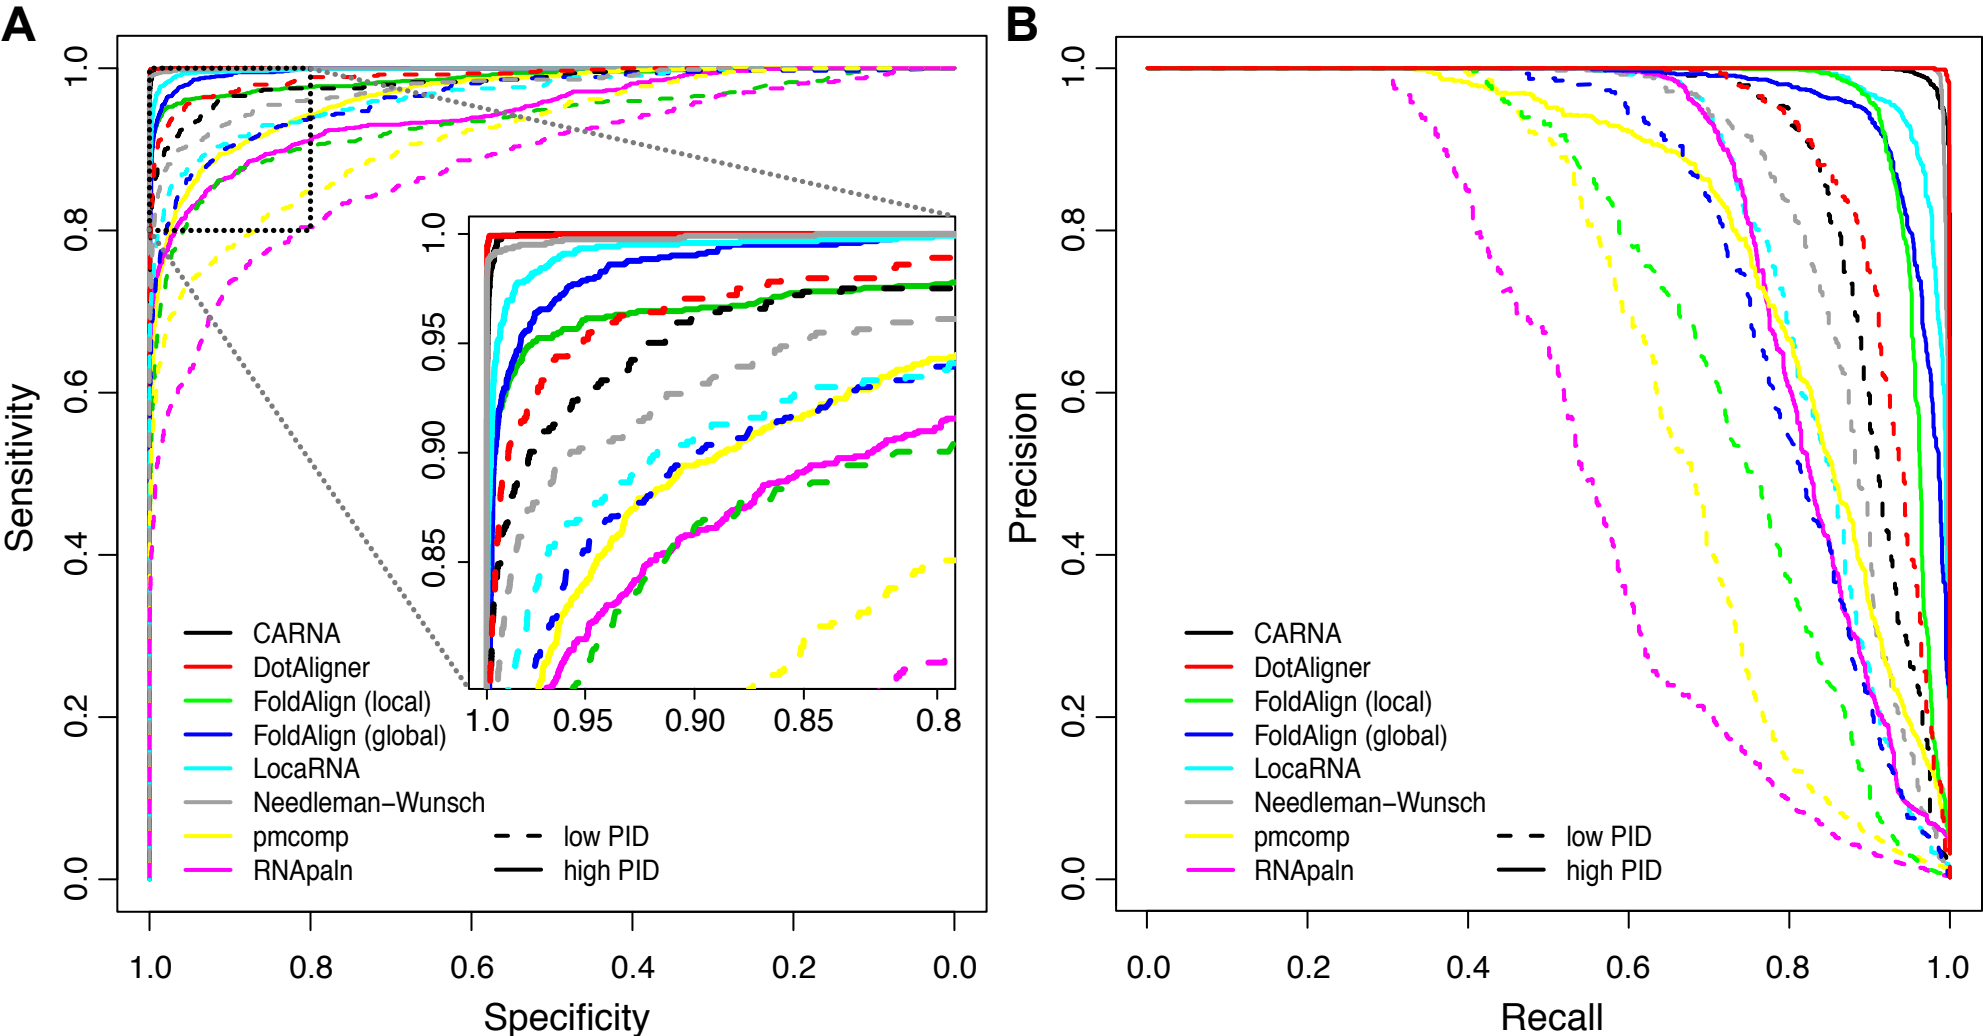 A
Sensitivity
1.0
0.8
0.6
0.4
0.2
0.0
1.0
0.95
0.90
0.85
1.0 0.95 0.90 0.85 0.8
CARNA
DotAligner
FoldAlign (local)
FoldAlign (global)
LocaRNA
Needleman−Wunsch
pmcomp
RNApaln
low PID
high PID
1.0 0.8 0.6 0.4 0.2 0.0
Specificity
B
Precision
1.0
0.8
0.6
0.4
0.2
0.0
CARNA
DotAligner
FoldAlign (local)
FoldAlign (global)
LocaRNA
Needleman−Wunsch
pmcomp
RNApaln
low PID
high PID
0.0 0.2 0.4 0.6 0.8 1.0
Recall